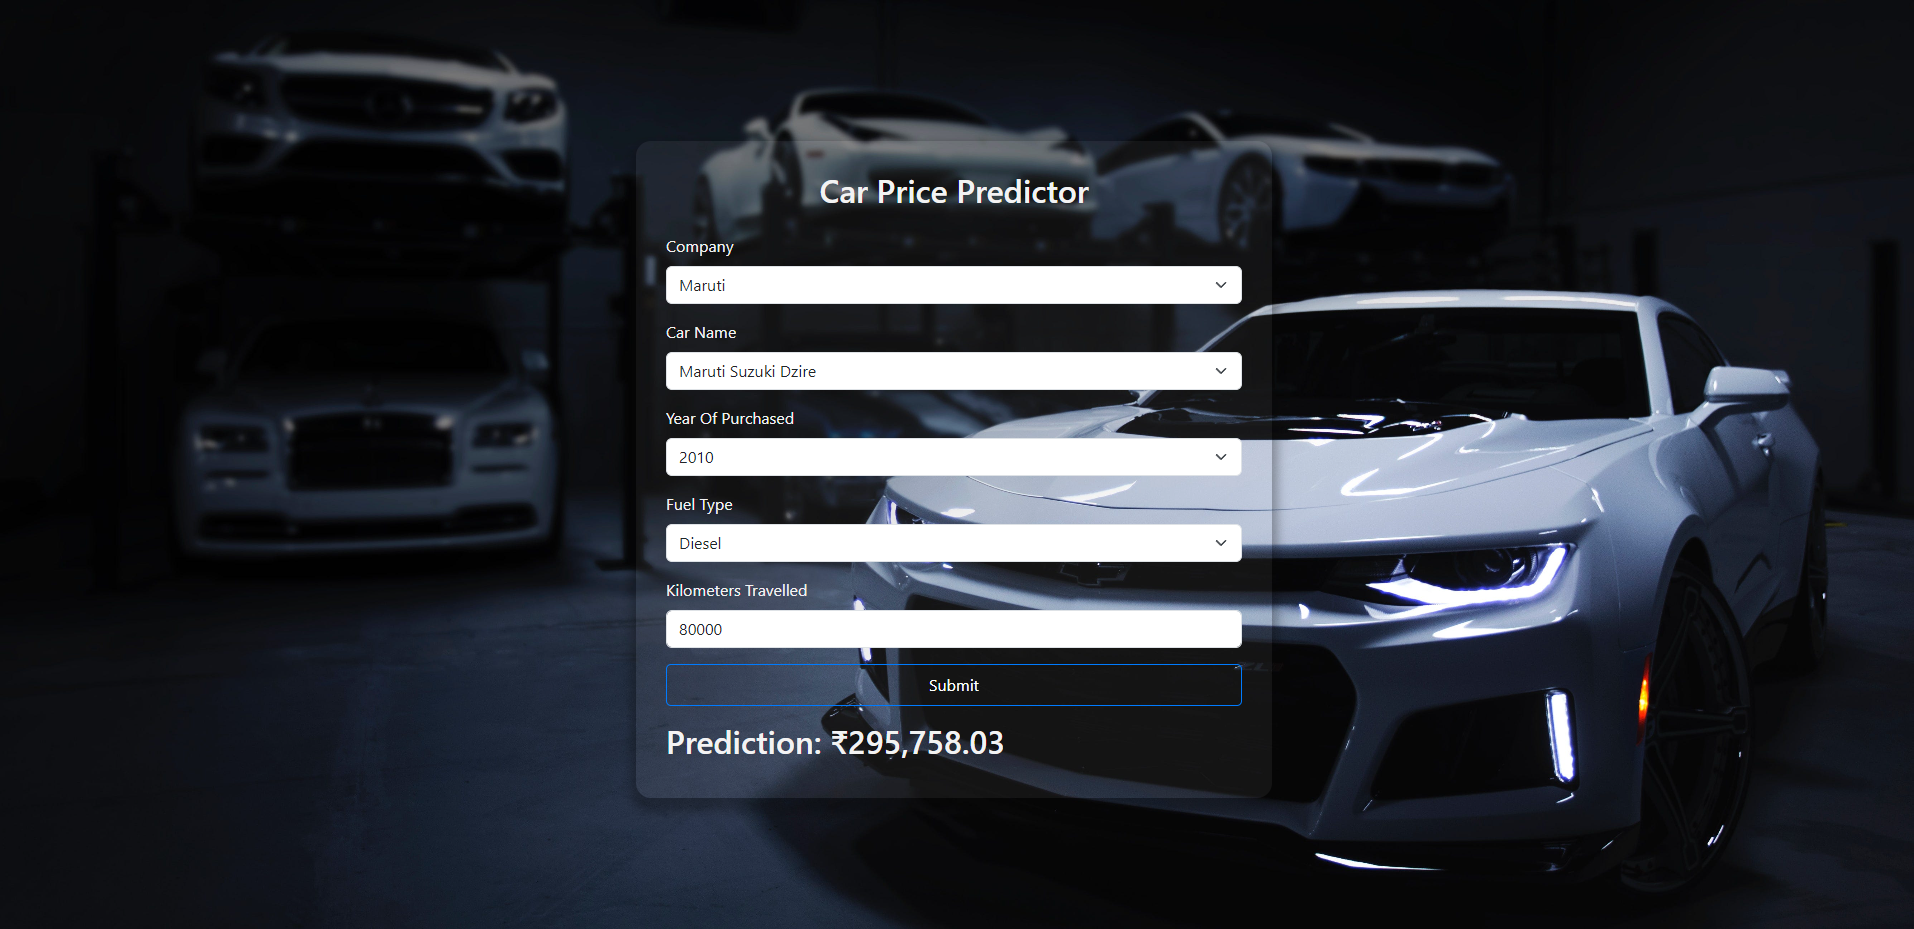 Car Price Predictor
Company
Maruti
Car Name
Maruti Suzuki Dzire
Year Of Purchased
2010
Fuel Type
Diesel
Kilometers Travelled
80000
Submit
Prediction: ₹295,758.03